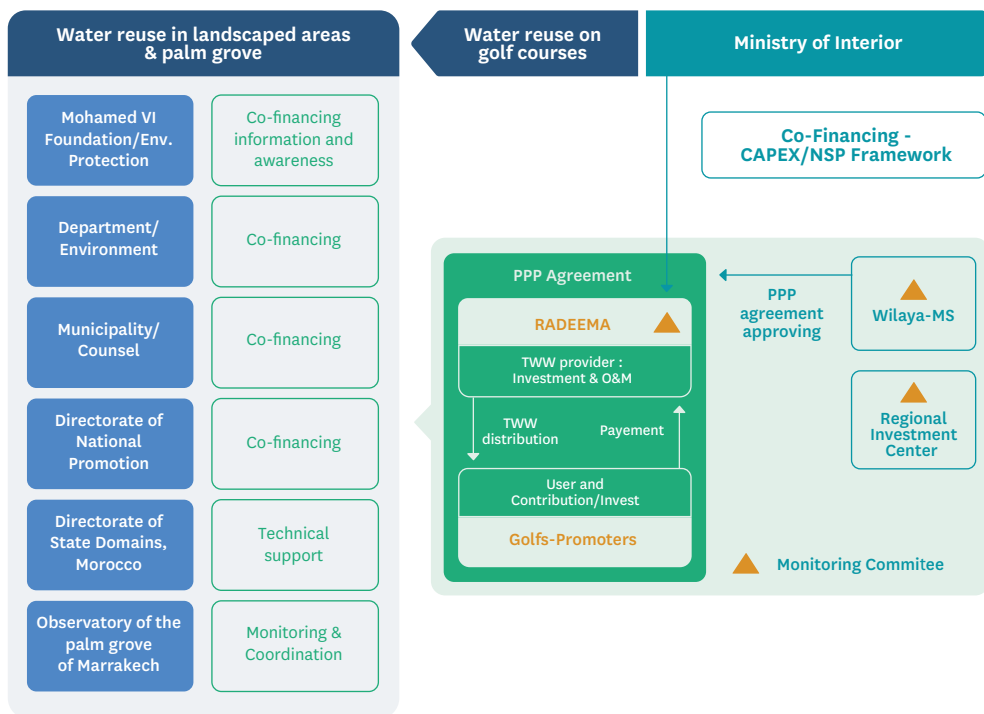 Water reuse in landscaped areas
& palm grove
Water reuse on
golf courses
Ministry of Interior
Mohamed VI
Foundation/Env.
Protection
Co-financing
information and
awareness
Department/
Environment
Co-financing
Municipality/
Counsel
Co-financing
Directorate of
National
Promotion
Co-financing
Directorate of
State Domains,
Morocco
Technical
support
Observatory of the
palm grove
of Marrakech
Monitoring &
Coordination
Co-Financing -
CAPEX/NSP Framework
PPP Agreement
RADEEMA
TWW provider :
Investment & O&M
TWW
distribution
Payement
User and
Contribution/Invest
Golfs-Promoters
PPP
agreement
approving
Wilaya-MS
Regional
Investment
Center
Monitoring Commitee